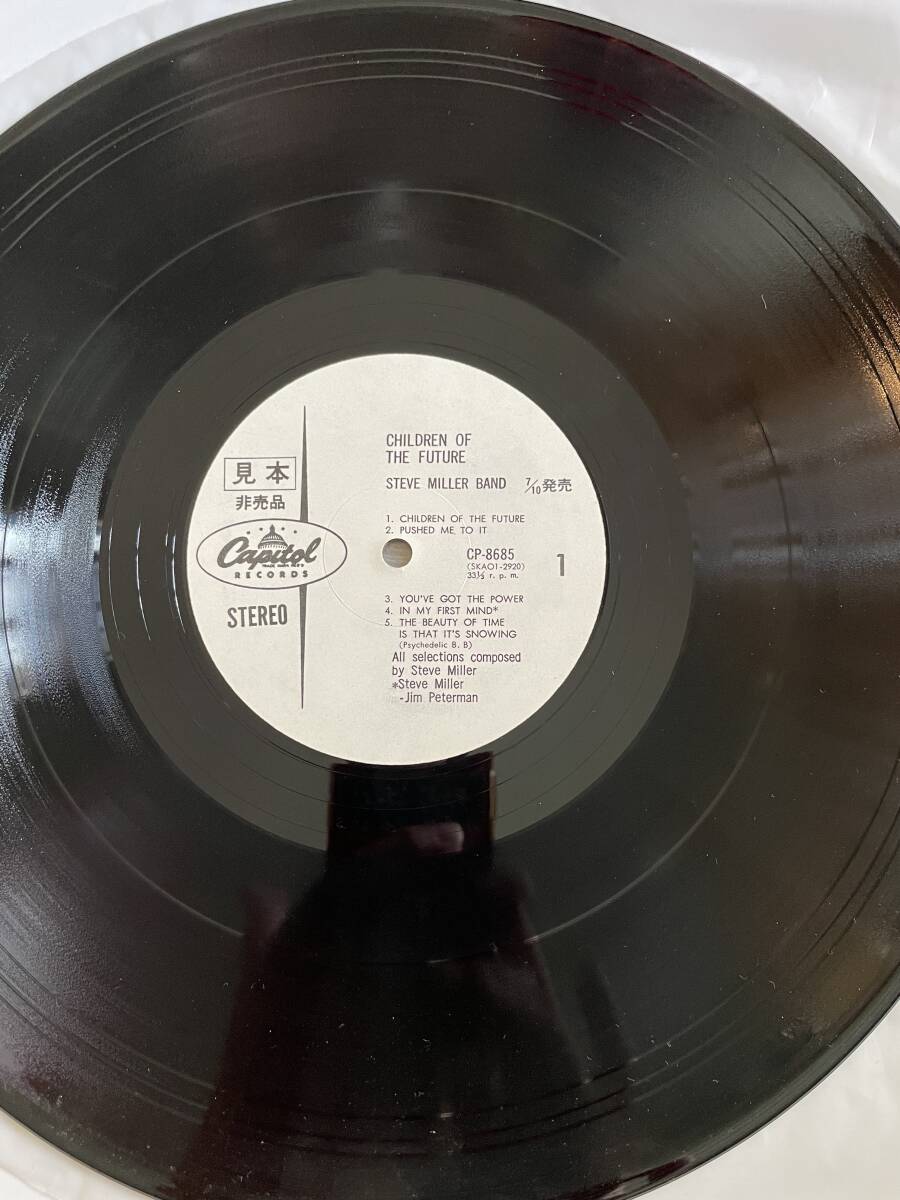 CHILDREN OF
THE FUTURE
見本
非売品
STEVE MILLER BAND 7/10発売
1. CHILDREN OF THE FUTURE
2. PUSHED ME TO IT
Capitol
RECORDS
CP-8685
(SKAO1-2920)
33⅓ r. p. m.
1
STEREO
3. YOU'VE GOT THE POWER
4. IN MY FIRST MIND*
5. THE BEAUTY OF TIME
IS THAT IT'S SNOWING
(Psychedelic B. B)
All selections composed
by Steve Miller
*Steve Miller
-Jim Peterman